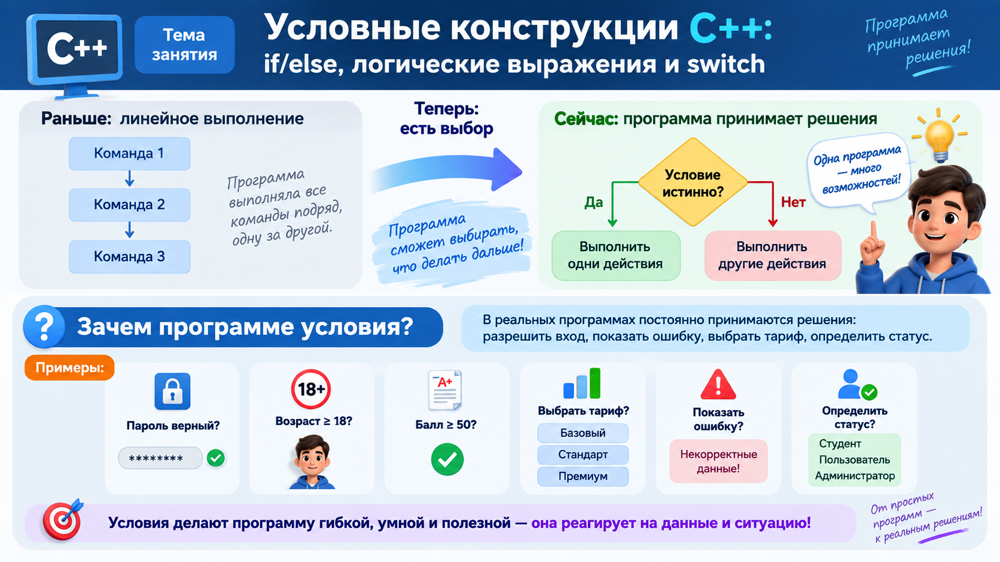 C++
Тема
занятия
Условные конструкции C++:
if/else, логические выражения и switch
Программа
принимает
решения!
Раньше: линейное выполнение
Команда 1
Команда 2
Команда 3
Программа
выполняла все
команды подряд,
одну за другой.
Теперь:
есть выбор
Программа
сможет выбирать,
что делать дальше!
Сейчас: программа принимает решения
Условие
истинно?
Да
Нет
Выполнить
одни действия
Выполнить
другие действия
Одна программа
— много
возможностей!
?
Зачем программе условия?
В реальных программах постоянно принимаются решения:
разрешить вход, показать ошибку, выбрать тариф, определить статус.
Примеры:
Пароль верный?
********
18+
Возраст ≥ 18?
A+
Балл ≥ 50?
Выбрать тариф?
Базовый
Стандарт
Премиум
!
Показать
ошибку?
Некорректные
данные!
Определить
статус?
Студент
Пользователь
Администратор
Условия делают программу гибкой, умной и полезной — она реагирует на данные и ситуацию!
От простых
программ —
к реальным решениям!